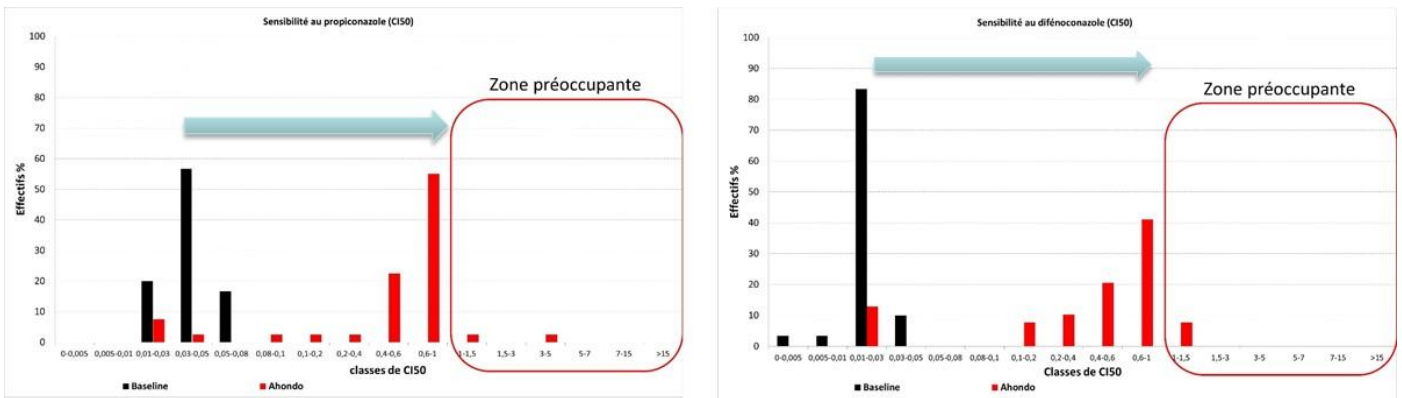 Sensibilité au propiconazole (CI50)
100
90
80
70
60
50
40
30
20
10
0
Effectifs %
Zone préoccupante
0-0,005 0,005-0,01 0,01-0,03 0,03-0,05 0,05-0,08 0,08-0,1 0,1-0,2 0,2-0,4 0,4-0,6 0,6-1 1-1,5 1,5-3 3-5 5-7 7-15 >15
classes de CI50
Baseline Ahondo
Sensibilité au difénoconazole (CI50)
100
90
80
70
60
50
40
30
20
10
0
Effectifs %
Zone préoccupante
0-0,005 0,005-0,01 0,01-0,03 0,03-0,05 0,05-0,08 0,08-0,1 0,1-0,2 0,2-0,4 0,4-0,6 0,6-1 1-1,5 1,5-3 3-5 5-7 7-15 >15
Classes de CI50
Baseline Ahondo